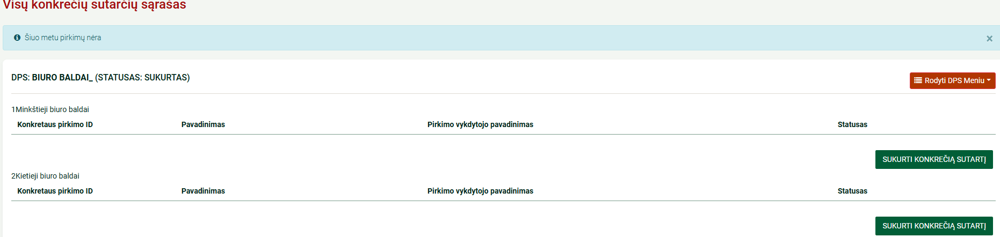 Visų konkrečių sutarčių sąrašas
Šiuo metu pirkimų nėra ×
DPS: BIURO BALDAI_ (STATUSAS: SUKURTAS) Rodyti DPS Meniu
1Minkštieji biuro baldai
Konkretaus pirkimo ID Pavadinimas Pirkimo vykdytojo pavadinimas Statusas
SUKURTI KONKREČIĄ SUTARTĮ
2Kietieji biuro baldai
Konkretaus pirkimo ID Pavadinimas Pirkimo vykdytojo pavadinimas Statusas
SUKURTI KONKREČIĄ SUTARTĮ